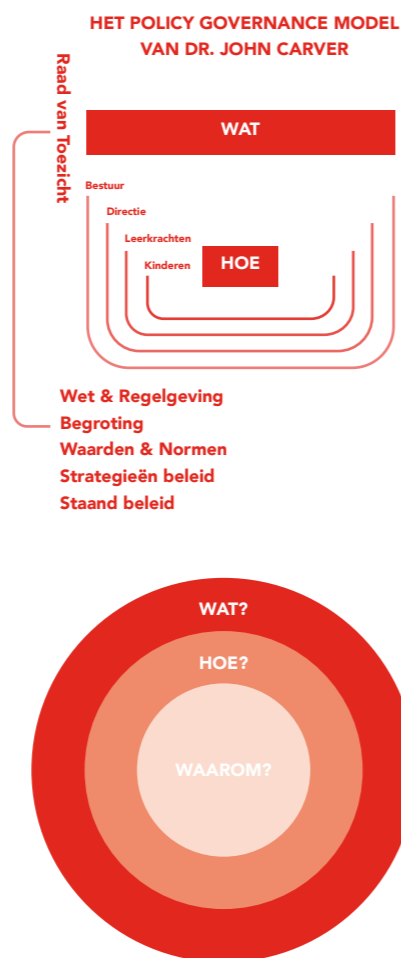 HET POLICY GOVERNANCE MODEL
VAN DR. JOHN CARVER
Raad van Toezicht
WAT
Bestuur
Directie
Leerkrachten
Kinderen
HOE
Wet & Regelgeving
Begroting
Waarden & Normen
Strategieën beleid
Staand beleid
WAT?
HOE?
WAAROM?